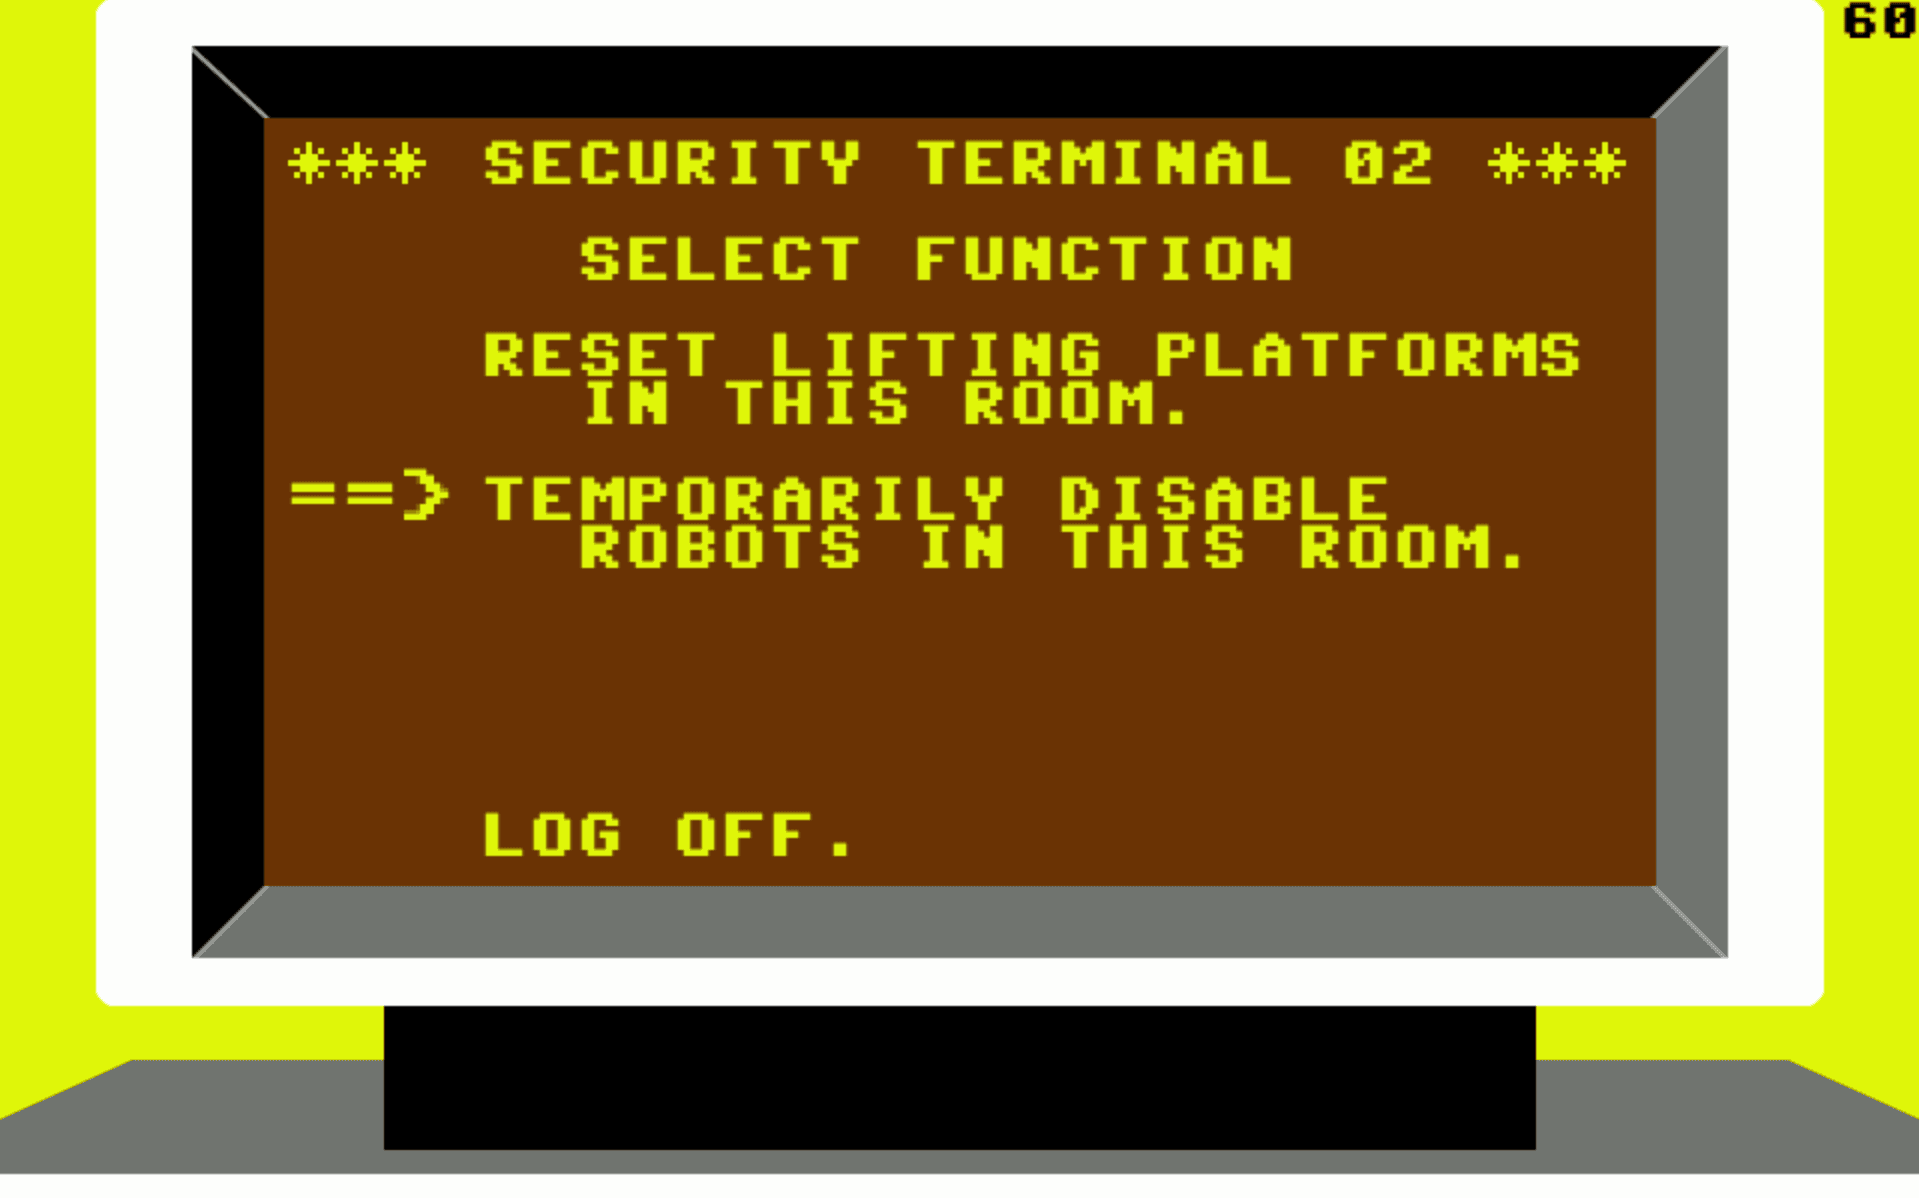 60
*** SECURITY TERMINAL 02 ***
SELECT FUNCTION
RESET LIFTING PLATFORMS
IN THIS ROOM.
==> TEMPORARILY DISABLE
ROBOTS IN THIS ROOM.
LOG OFF.